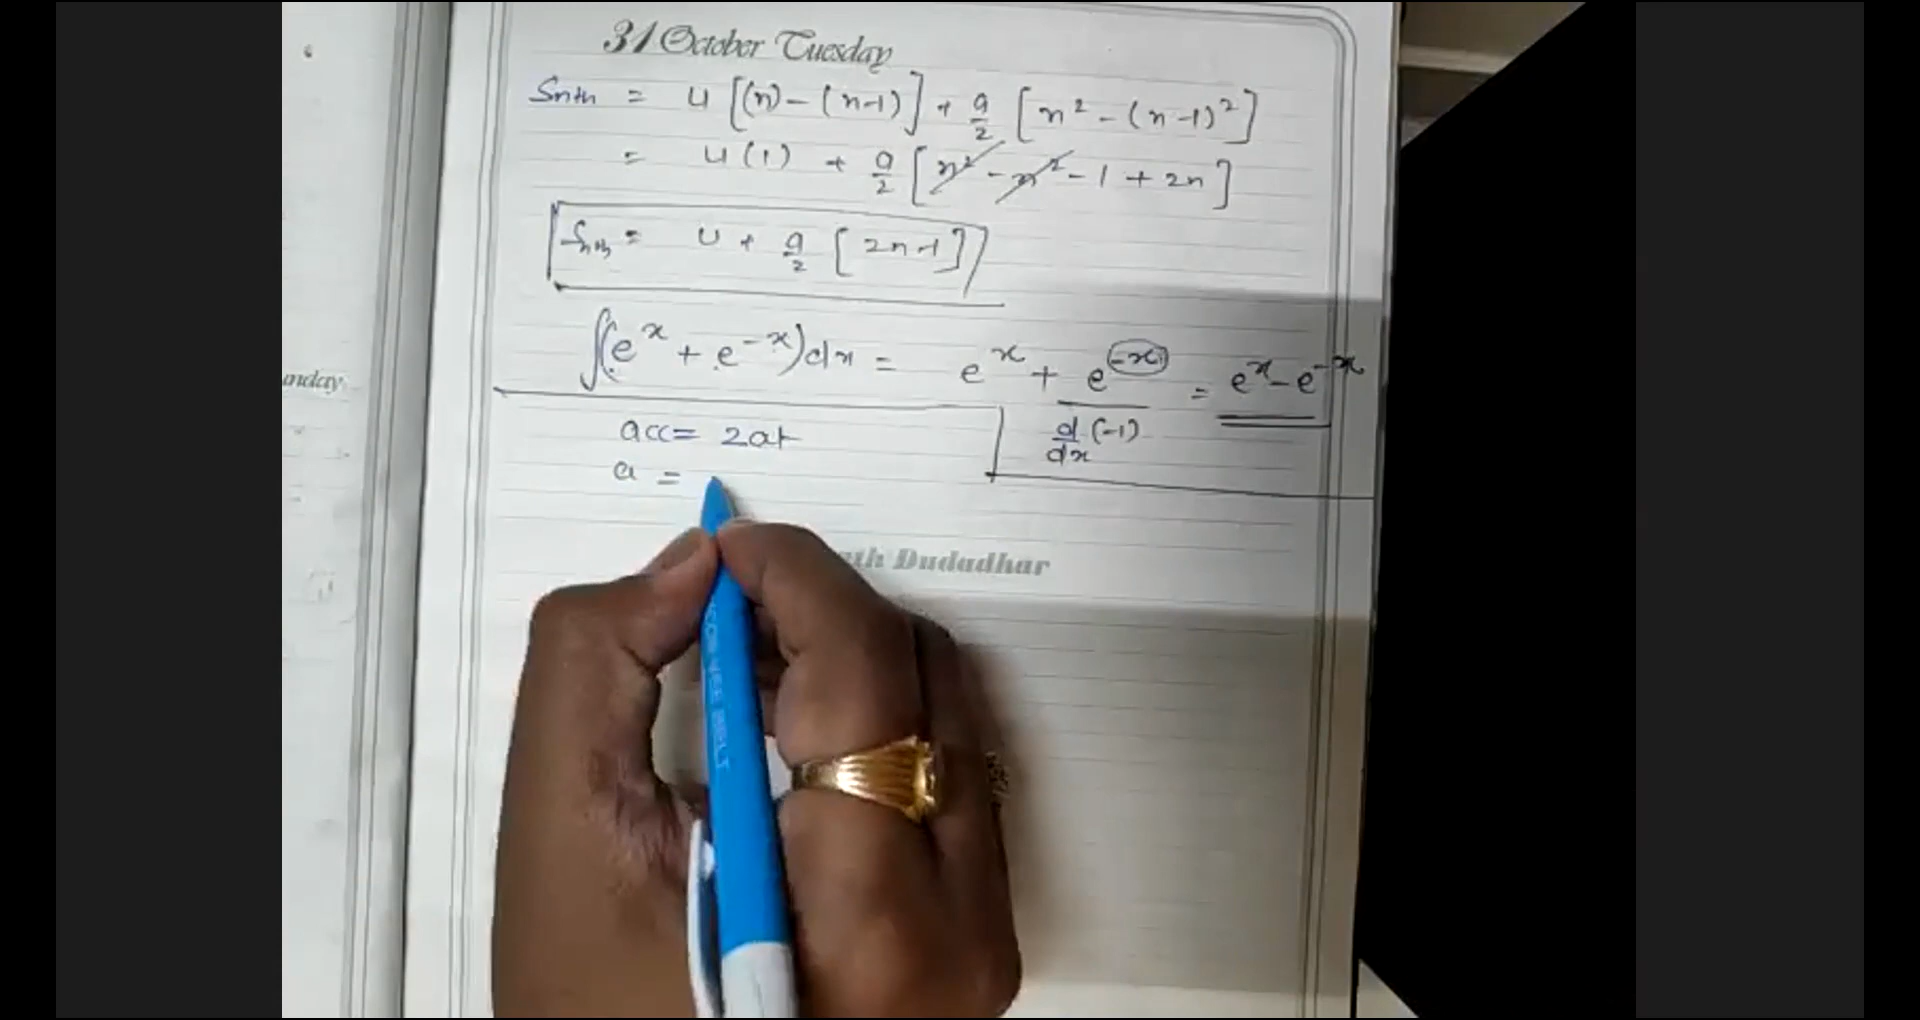 31 October Tuesday
Snth = u [(n) - (n-1)] + a/2 [n² - (n-1)²]
= u(1) + a/2 [n² - n² - 1 + 2n]
Snth = u + a/2 [2n-1]
∫(e^x + e^-x)dx = e^x + e^(-x) / d/dx (-1) = e^x - e^-x
acc = 2at
a =
Dudadhar